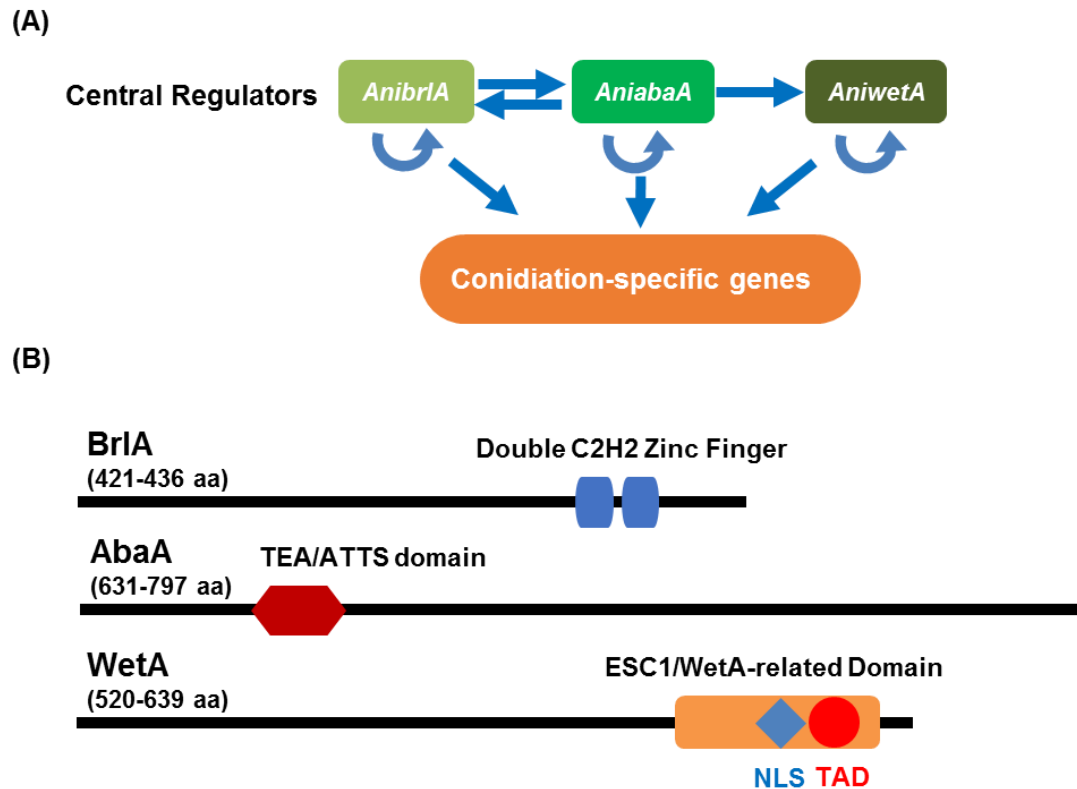 (A)
Central Regulators
AnibrlA
AniabaA
AniwetA
Conidiation-specific genes
(B)
BrlA
(421-436 aa)
Double C2H2 Zinc Finger
AbaA
(631-797 aa)
TEA/ATTS domain
WetA
(520-639 aa)
ESC1/WetA-related Domain
NLS TAD